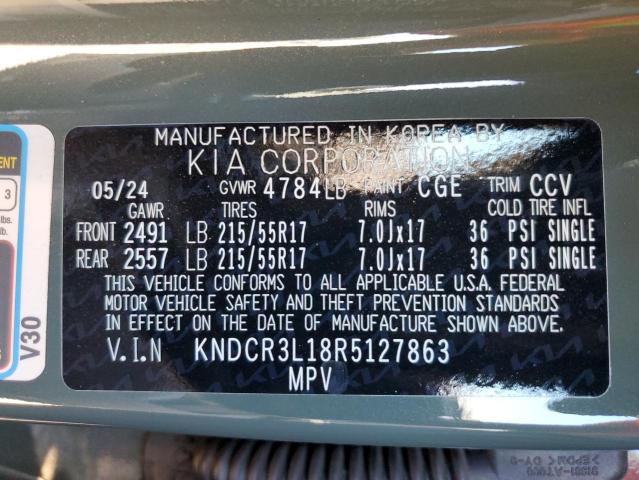 MANUFACTURED IN KOREA BY
KIA CORPORATION
05/24 GVWR 4784LB PAINT CGE TRIM CCV
GAWR TIRES RIMS COLD TIRE INFL
FRONT 2491 LB 215/55R17 7.0Jx17 36 PSI SINGLE
REAR 2557 LB 215/55R17 7.0Jx17 36 PSI SINGLE
THIS VEHICLE CONFORMS TO ALL APPLICABLE U.S.A. FEDERAL
MOTOR VEHICLE SAFETY AND THEFT PREVENTION STANDARDS
IN EFFECT ON THE DATE OF MANUFACTURE SHOWN ABOVE.
V.I.N KNDCR3L18R5127863
MPV
3
lbs.
V30